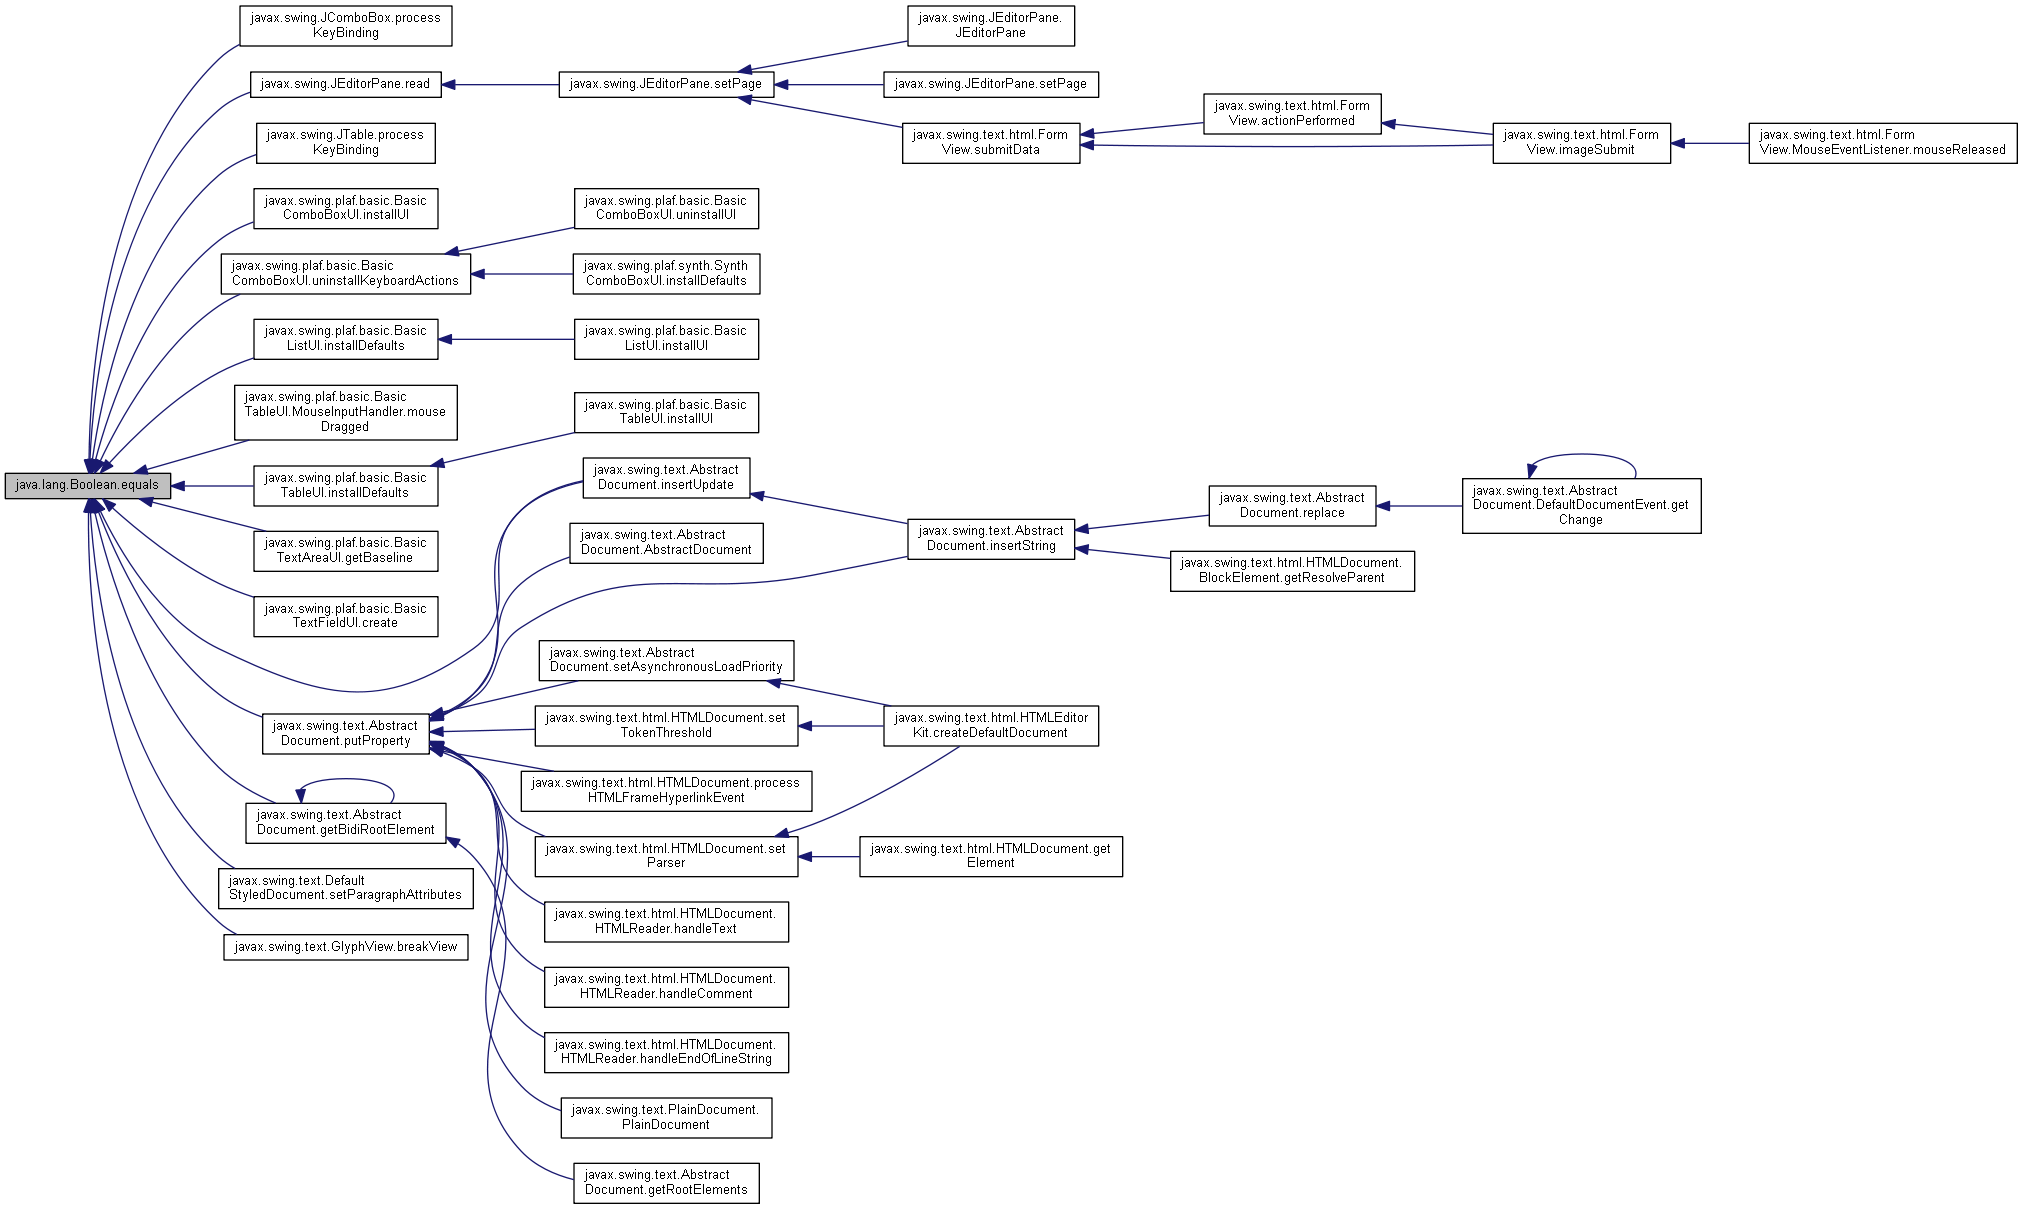 javax.swing.JComboBox.process
KeyBinding
javax.swing.JEditorPane.
JEditorPane
javax.swing.JEditorPane.read
javax.swing.JEditorPane.setPage
javax.swing.JEditorPane.setPage
javax.swing.text.html.Form
View.actionPerformed
javax.swing.JTable.process
KeyBinding
javax.swing.text.html.Form
View.submitData
javax.swing.text.html.Form
View.imageSubmit
javax.swing.text.html.Form
View.MouseEventListener.mouseReleased
javax.swing.plaf.basic.Basic
ComboBoxUI.installUI
javax.swing.plaf.basic.Basic
ComboBoxUI.uninstallUI
javax.swing.plaf.basic.Basic
ComboBoxUI.uninstallKeyboardActions
javax.swing.plaf.synth.Synth
ComboBoxUI.installDefaults
javax.swing.plaf.basic.Basic
ListUI.installDefaults
javax.swing.plaf.basic.Basic
ListUI.installUI
javax.swing.plaf.basic.Basic
TableUI.MouseInputHandler.mouse
Dragged
javax.swing.plaf.basic.Basic
TableUI.installUI
java.lang.Boolean.equals
javax.swing.plaf.basic.Basic
TableUI.installDefaults
javax.swing.text.Abstract
Document.insertUpdate
javax.swing.text.Abstract
Document.replace
javax.swing.text.Abstract
Document.DefaultDocumentEvent.get
Change
javax.swing.plaf.basic.Basic
TextAreaUI.getBaseline
javax.swing.text.Abstract
Document.AbstractDocument
javax.swing.text.Abstract
Document.insertString
javax.swing.text.html.HTMLDocument.
BlockElement.getResolveParent
javax.swing.plaf.basic.Basic
TextFieldUI.create
javax.swing.text.Abstract
Document.setAsynchronousLoadPriority
javax.swing.text.Abstract
Document.putProperty
javax.swing.text.html.HTMLDocument.set
TokenThreshold
javax.swing.text.html.HTMLEditor
Kit.createDefaultDocument
javax.swing.text.html.HTMLDocument.process
HTMLFrameHyperlinkEvent
javax.swing.text.Abstract
Document.getBidiRootElement
javax.swing.text.html.HTMLDocument.set
Parser
javax.swing.text.html.HTMLDocument.get
Element
javax.swing.text.Default
StyledDocument.setParagraphAttributes
javax.swing.text.html.HTMLDocument.
HTMLReader.handleText
javax.swing.text.GlyphView.breakView
javax.swing.text.html.HTMLDocument.
HTMLReader.handleComment
javax.swing.text.html.HTMLDocument.
HTMLReader.handleEndOfLineString
javax.swing.text.PlainDocument.
PlainDocument
javax.swing.text.Abstract
Document.getRootElements